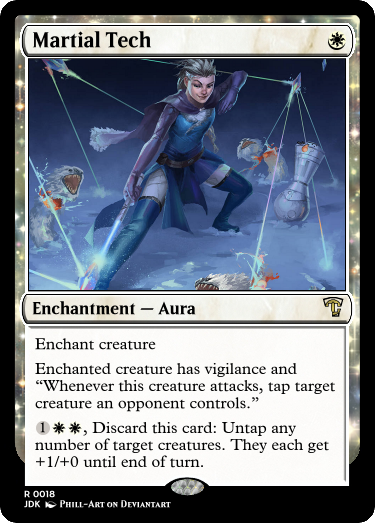 Martial Tech
Enchantment — Aura
Enchant creature
Enchanted creature has vigilance and
“Whenever this creature attacks, tap target
creature an opponent controls.”
1, Discard this card: Untap any
number of target creatures. They each get
+1/+0 until end of turn.
R 0018
JDK Phill-Art on Deviantart